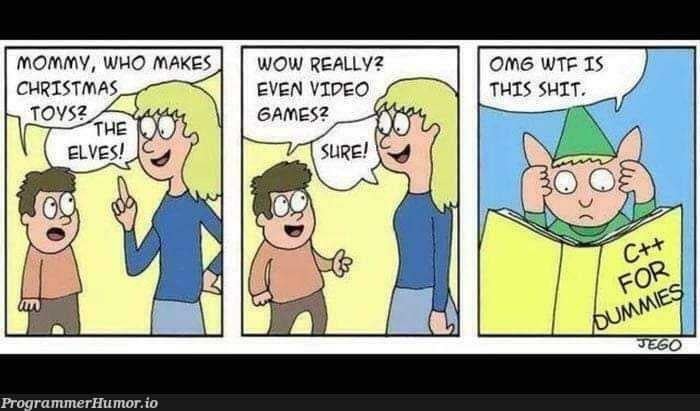 MOMMY, WHO MAKES
CHRISTMAS
TOYS?
THE
ELVES!
WOW REALLY?
EVEN VIDEO
GAMES?
SURE!
OMG WTF IS
THIS SHIT.
C++
FOR
DUMMIES
JEGO
ProgrammerHumor.io